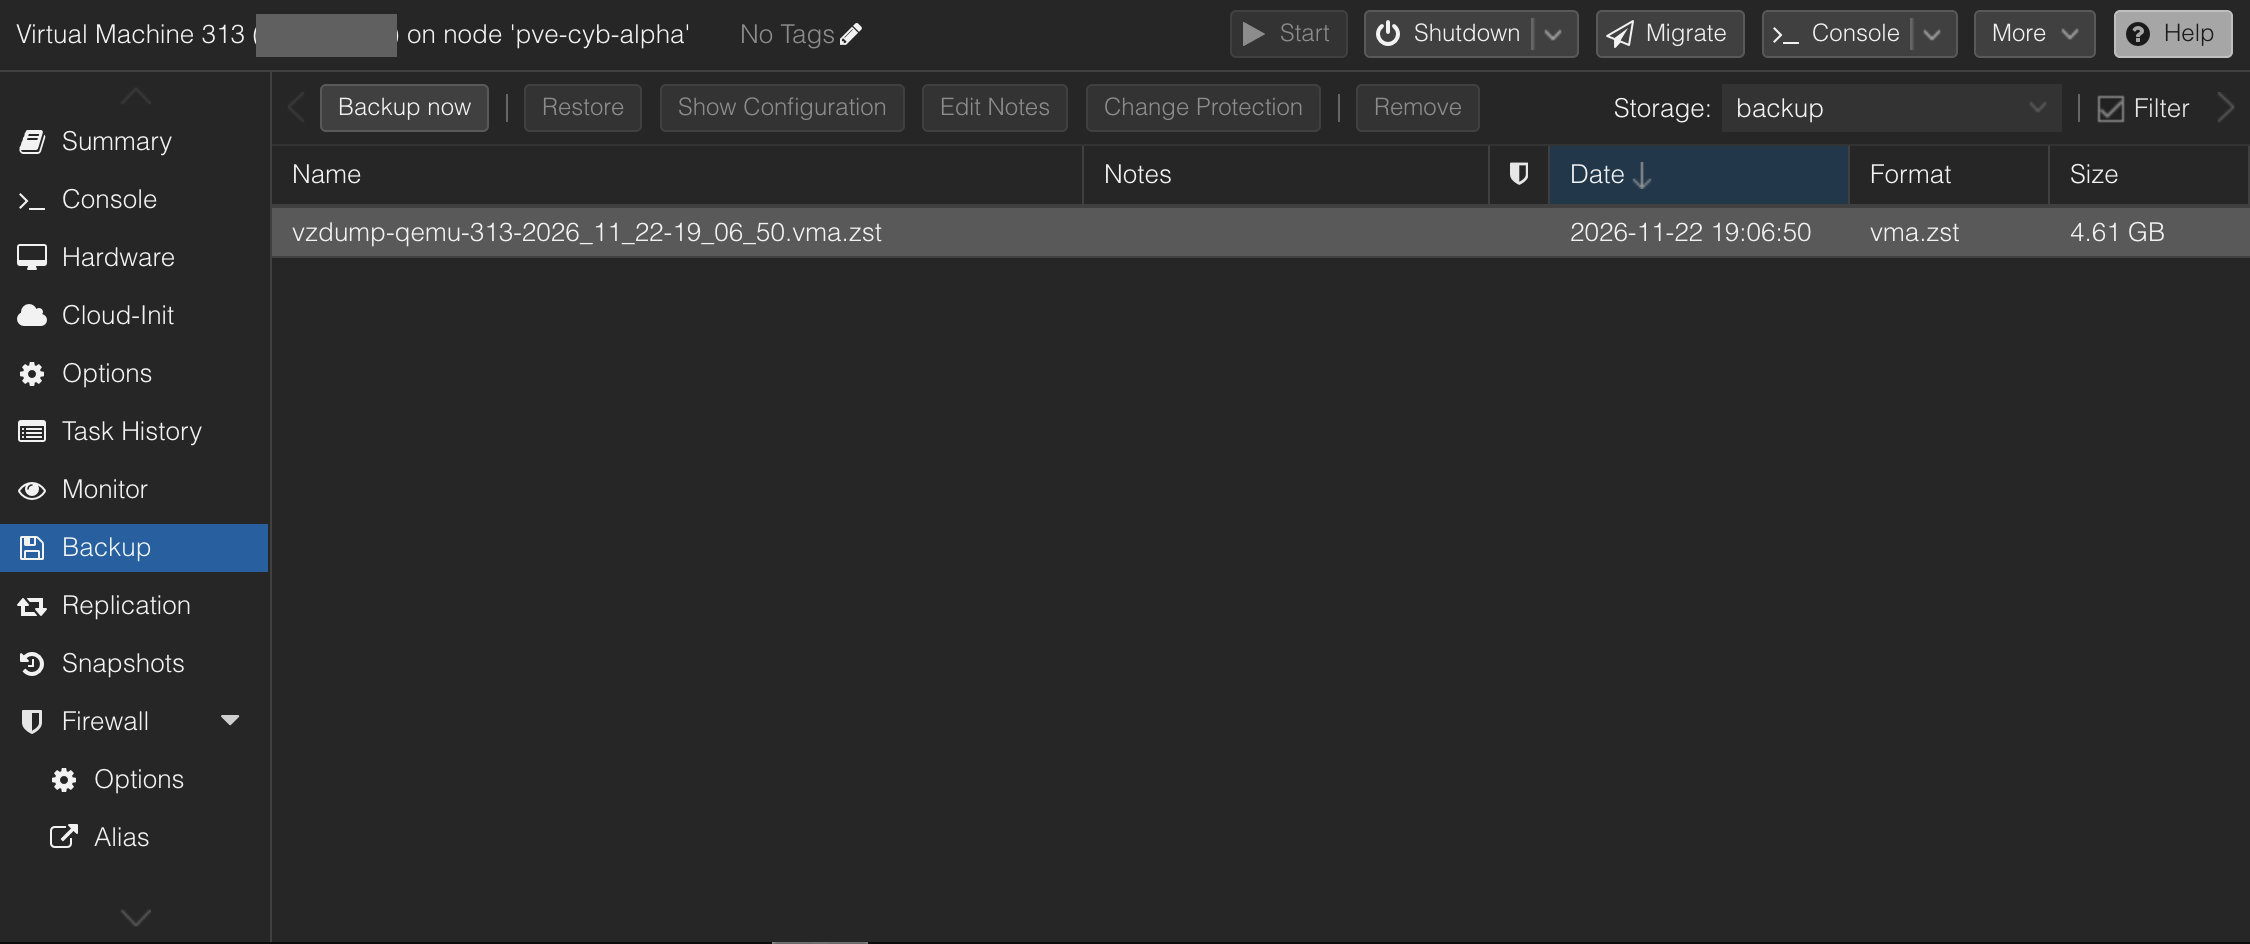 Virtual Machine 313 ( ) on node 'pve-cyb-alpha' No Tags Start Shutdown Migrate Console More Help
Backup now Restore Show Configuration Edit Notes Change Protection Remove Storage: backup Filter
Summary
Console
Hardware
Cloud-Init
Options
Task History
Monitor
Backup
Replication
Snapshots
Firewall
Options
Alias
Name Notes Date Format Size
vzdump-qemu-313-2026_11_22-19_06_50.vma.zst 2026-11-22 19:06:50 vma.zst 4.61 GB